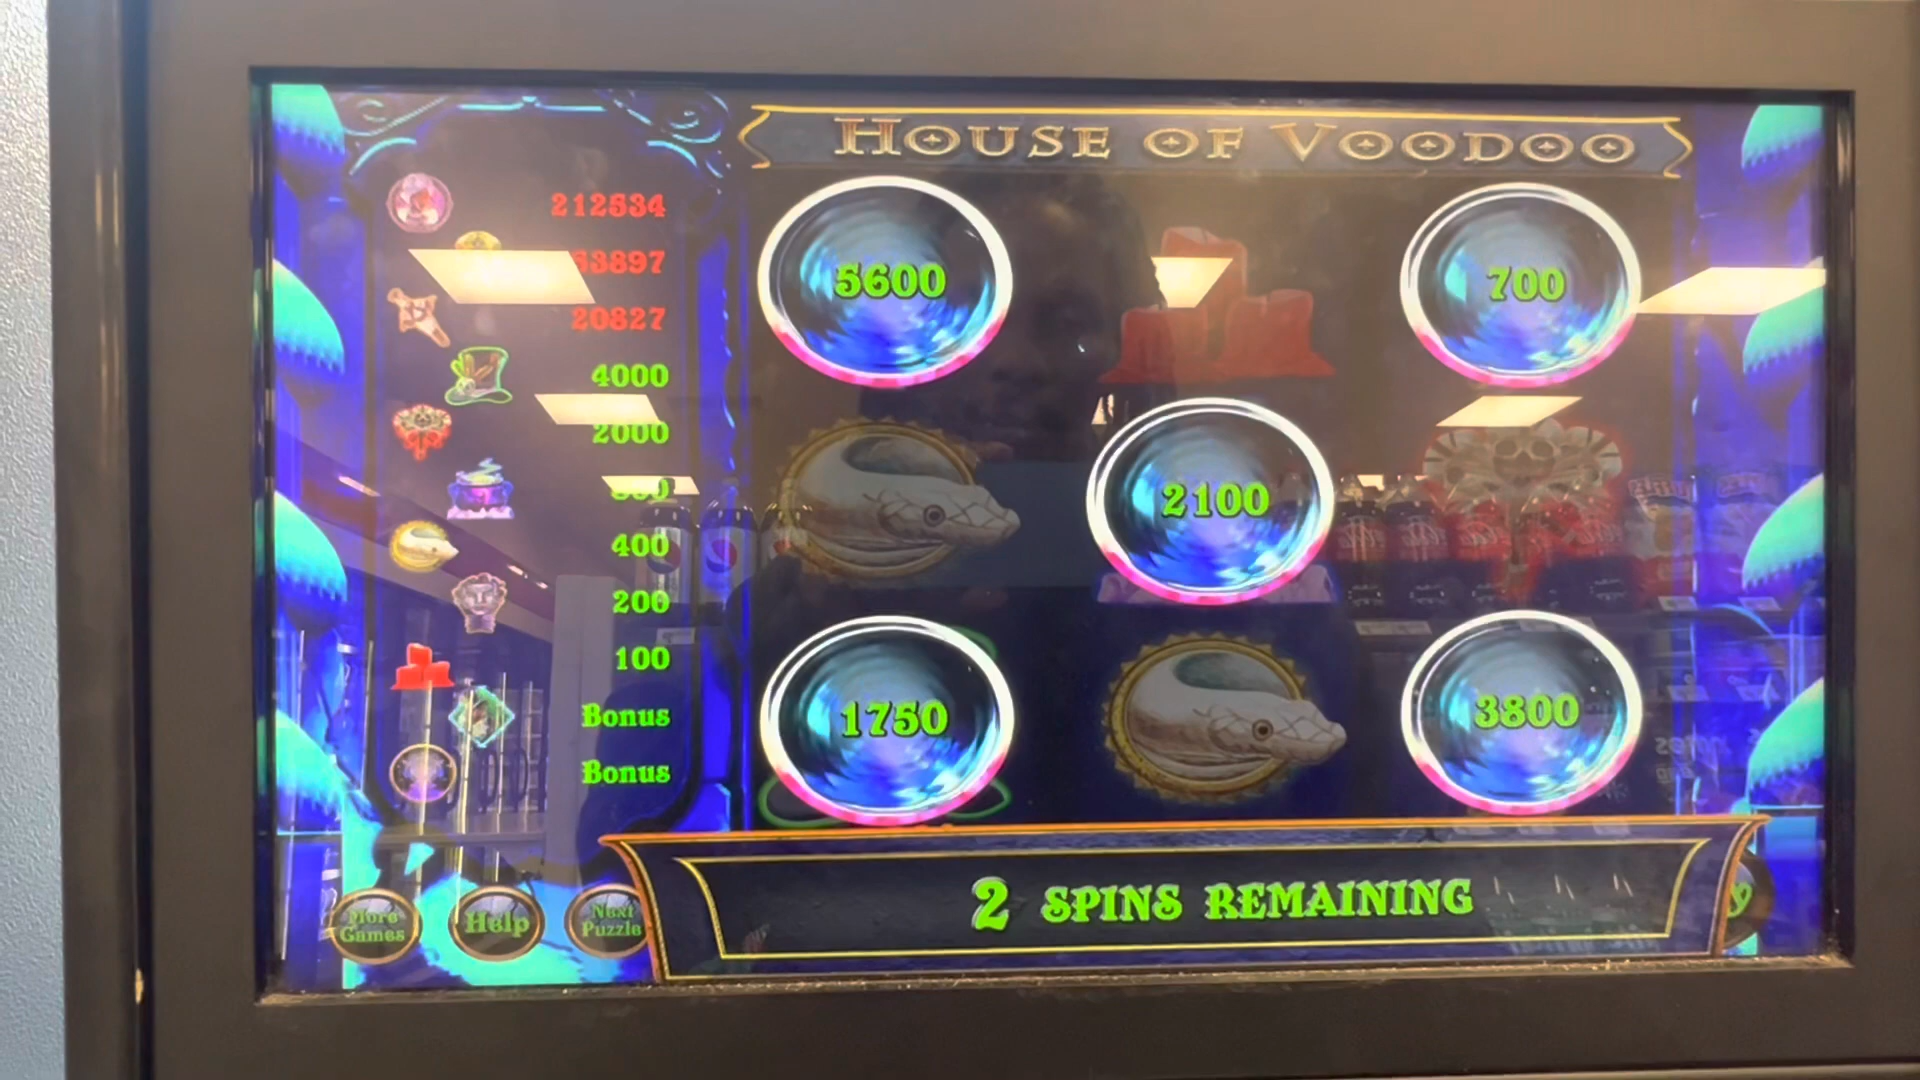 HOUSE OF VOODOO
212534
53897
20827
4000
2000
400
200
100
Bonus
Bonus
5600
700
2100
1750
3800
More
Games
Help
Next
Puzzle
2 SPINS REMAINING